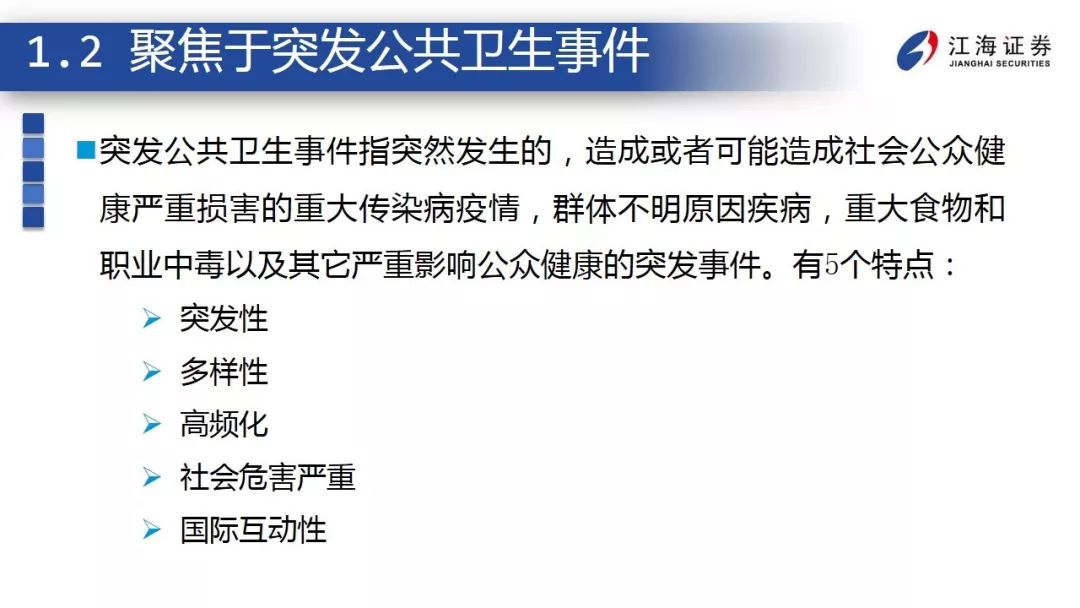 1.2 聚焦于突发公共卫生事件
江海证券
JIANGHAI SECURITIES
突发公共卫生事件指突然发生的，造成或者可能造成社会公众健
康严重损害的重大传染病疫情，群体不明原因疾病，重大食物和
职业中毒以及其它严重影响公众健康的突发事件。有5个特点：
突发性
多样性
高频化
社会危害严重
国际互动性